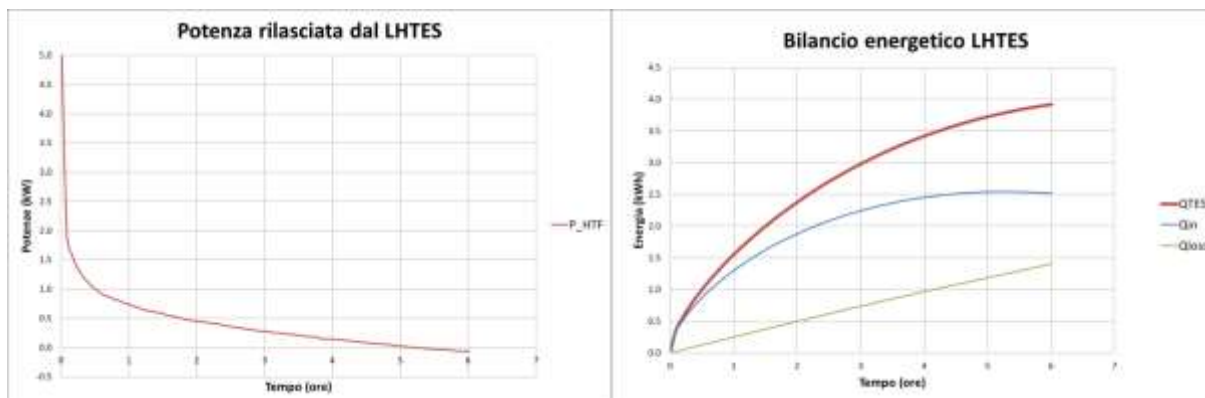 Potenza rilasciata dal LHTES
5.0
4.5
4.0
3.5
3.0
2.5
2.0
1.5
1.0
0.5
0.0
-0.5
0 1 2 3 4 5 6 7
Potenze (kW)
Tempo (ore)
P_HTF
Bilancio energetico LHTES
4.5
4.0
3.5
3.0
2.5
2.0
1.5
1.0
0.5
0.0
0 1 2 3 4 5 6 7
Energia (kWh)
Tempo (ore)
QTES
Qin
Qloss